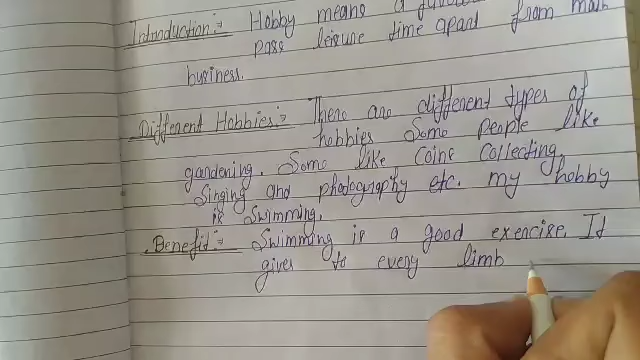 Introduction:- Hobby means a
pass leisure time apart from main
business.
Different Hobbies:- There are different types of
hobbies Some people like
gardening. Some like Coins Collecting,
Singing and photography etc. my hobby
is Swimming.
Benefit:- Swimming is a good exercise. It
gives to every limb